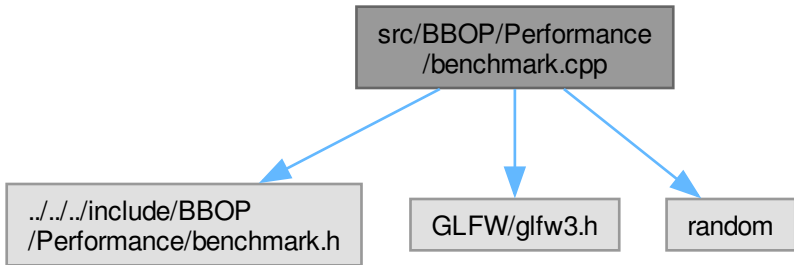 src/BBOP/Performance
/benchmark.cpp
../../../include/BBOP
/Performance/benchmark.h
GLFW/glfw3.h
random